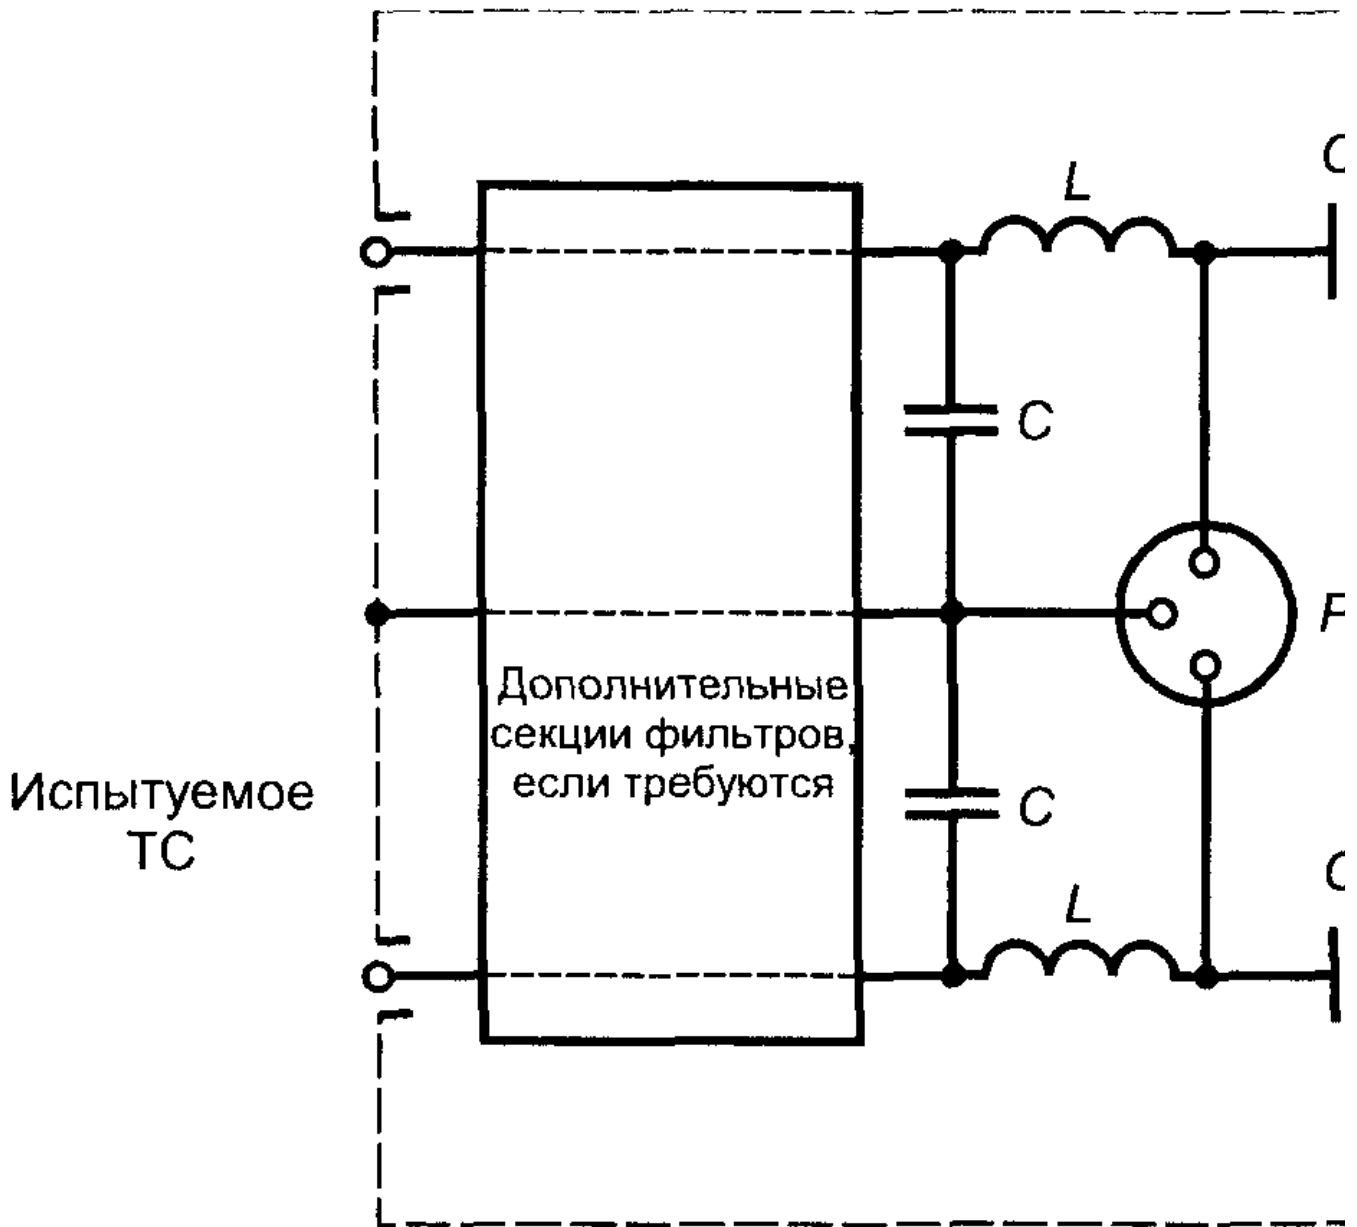 L
C
P
Дополнительные
секции фильтров,
если требуются
Испытуемое
ТС
C
L